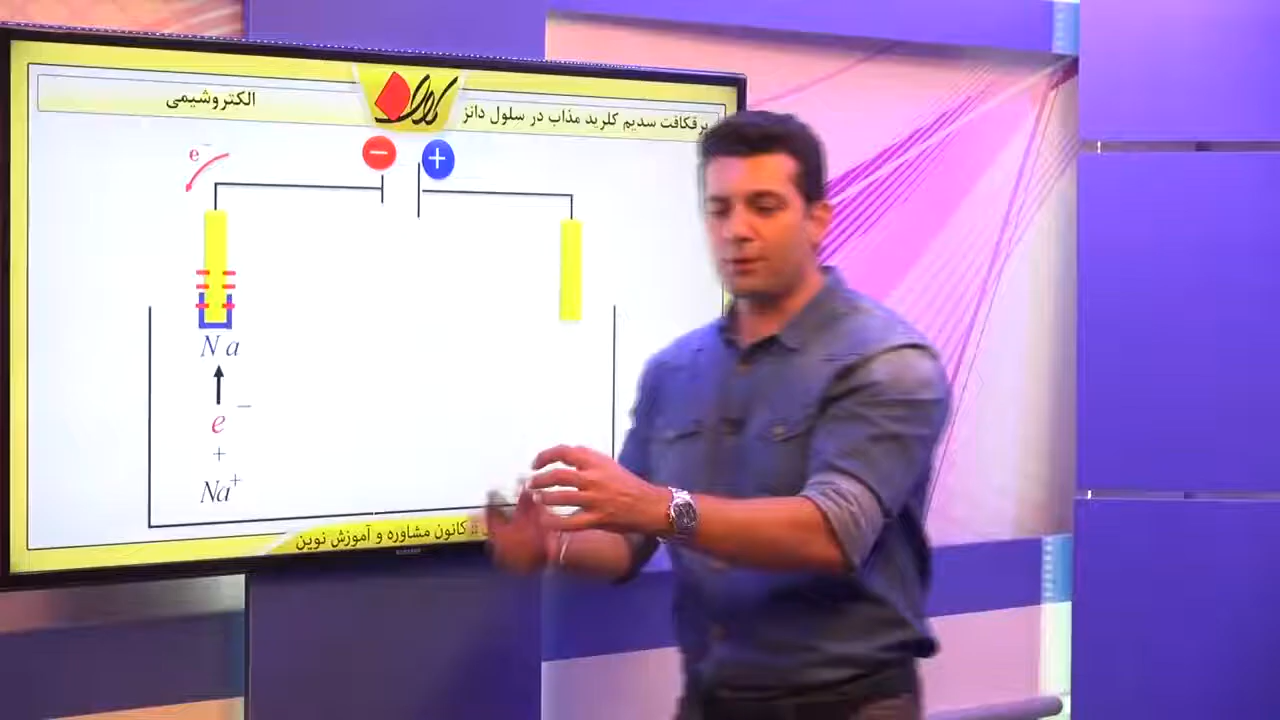 برقکافت سدیم کلرید مذاب در سلول دانز
الکتروشیمی
− +
e−
Na
e−
+
Na+
کانون مشاوره و آموزش نوین